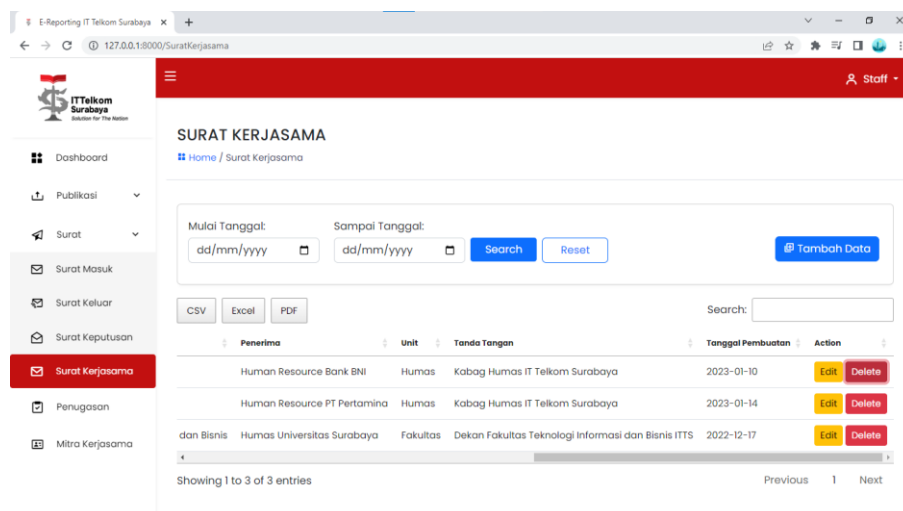 E-Reporting IT Telkom Surabaya
127.0.0.1:8000/SuratKerjasama
ITTelkom
Surabaya
Solution for The Nation
Staff
Dashboard
Publikasi
Surat
Surat Masuk
Surat Keluar
Surat Keputusan
Surat Kerjasama
Penugasan
Mitra Kerjasama
SURAT KERJASAMA
Home / Surat Kerjasama
Mulai Tanggal: Sampai Tanggal:
dd/mm/yyyy dd/mm/yyyy Search Reset Tambah Data
CSV Excel PDF Search:
Penerima Unit Tanda Tangan Tanggal Pembuatan Action
Human Resource Bank BNI Humas Kabag Humas IT Telkom Surabaya 2023-01-10 Edit Delete
Human Resource PT Pertamina Humas Kabag Humas IT Telkom Surabaya 2023-01-14 Edit Delete
dan Bisnis Humas Universitas Surabaya Fakultas Dekan Fakultas Teknologi Informasi dan Bisnis ITTS 2022-12-17 Edit Delete
Showing 1 to 3 of 3 entries Previous 1 Next